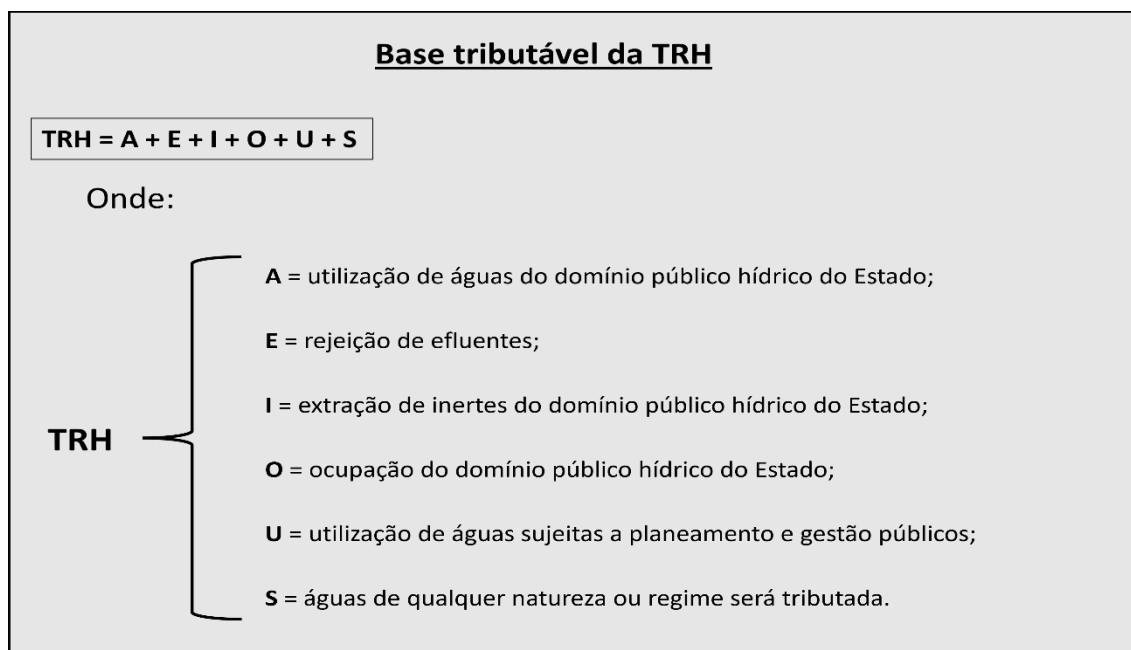 Base tributável da TRH
TRH = A + E + I + O + U + S
Onde:
A = utilização de águas do domínio público hídrico do Estado;
E = rejeição de efluentes;
I = extração de inertes do domínio público hídrico do Estado;
TRH
O = ocupação do domínio público hídrico do Estado;
U = utilização de águas sujeitas a planeamento e gestão públicos;
S = águas de qualquer natureza ou regime será tributada.